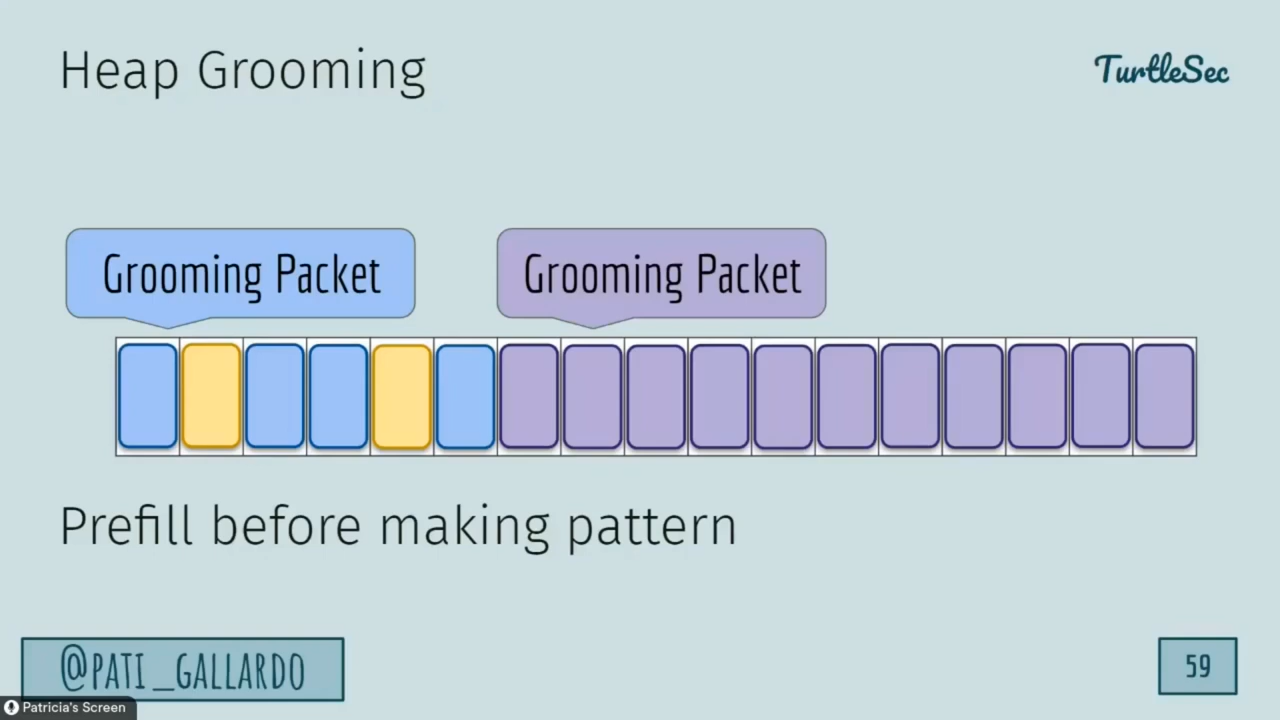 Heap Grooming
TurtleSec
Grooming Packet
Grooming Packet
Prefill before making pattern
@PATI_GALLARDO
59
Patricia's Screen